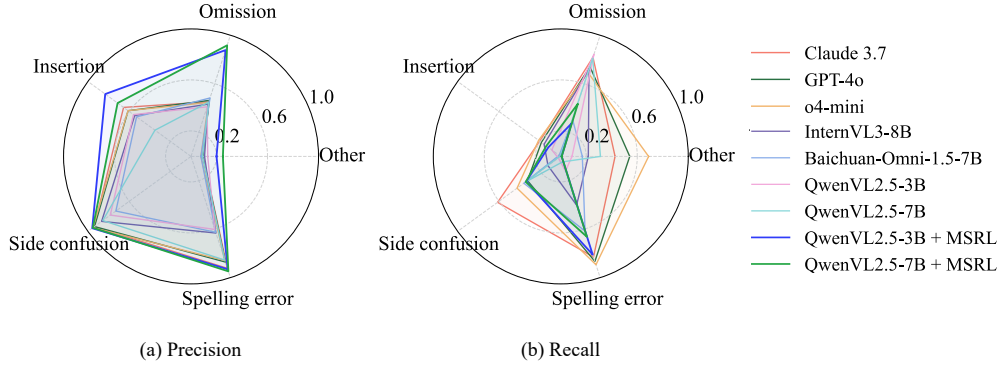 Omission
Insertion
1.0
0.6
0.2
Other
Side confusion
Spelling error
(a) Precision
Omission
Insertion
1.0
0.6
0.2
Other
Side confusion
Spelling error
(b) Recall
Claude 3.7
GPT-4o
o4-mini
InternVL3-8B
Baichuan-Omni-1.5-7B
QwenVL2.5-3B
QwenVL2.5-7B
QwenVL2.5-3B + MSRL
QwenVL2.5-7B + MSRL